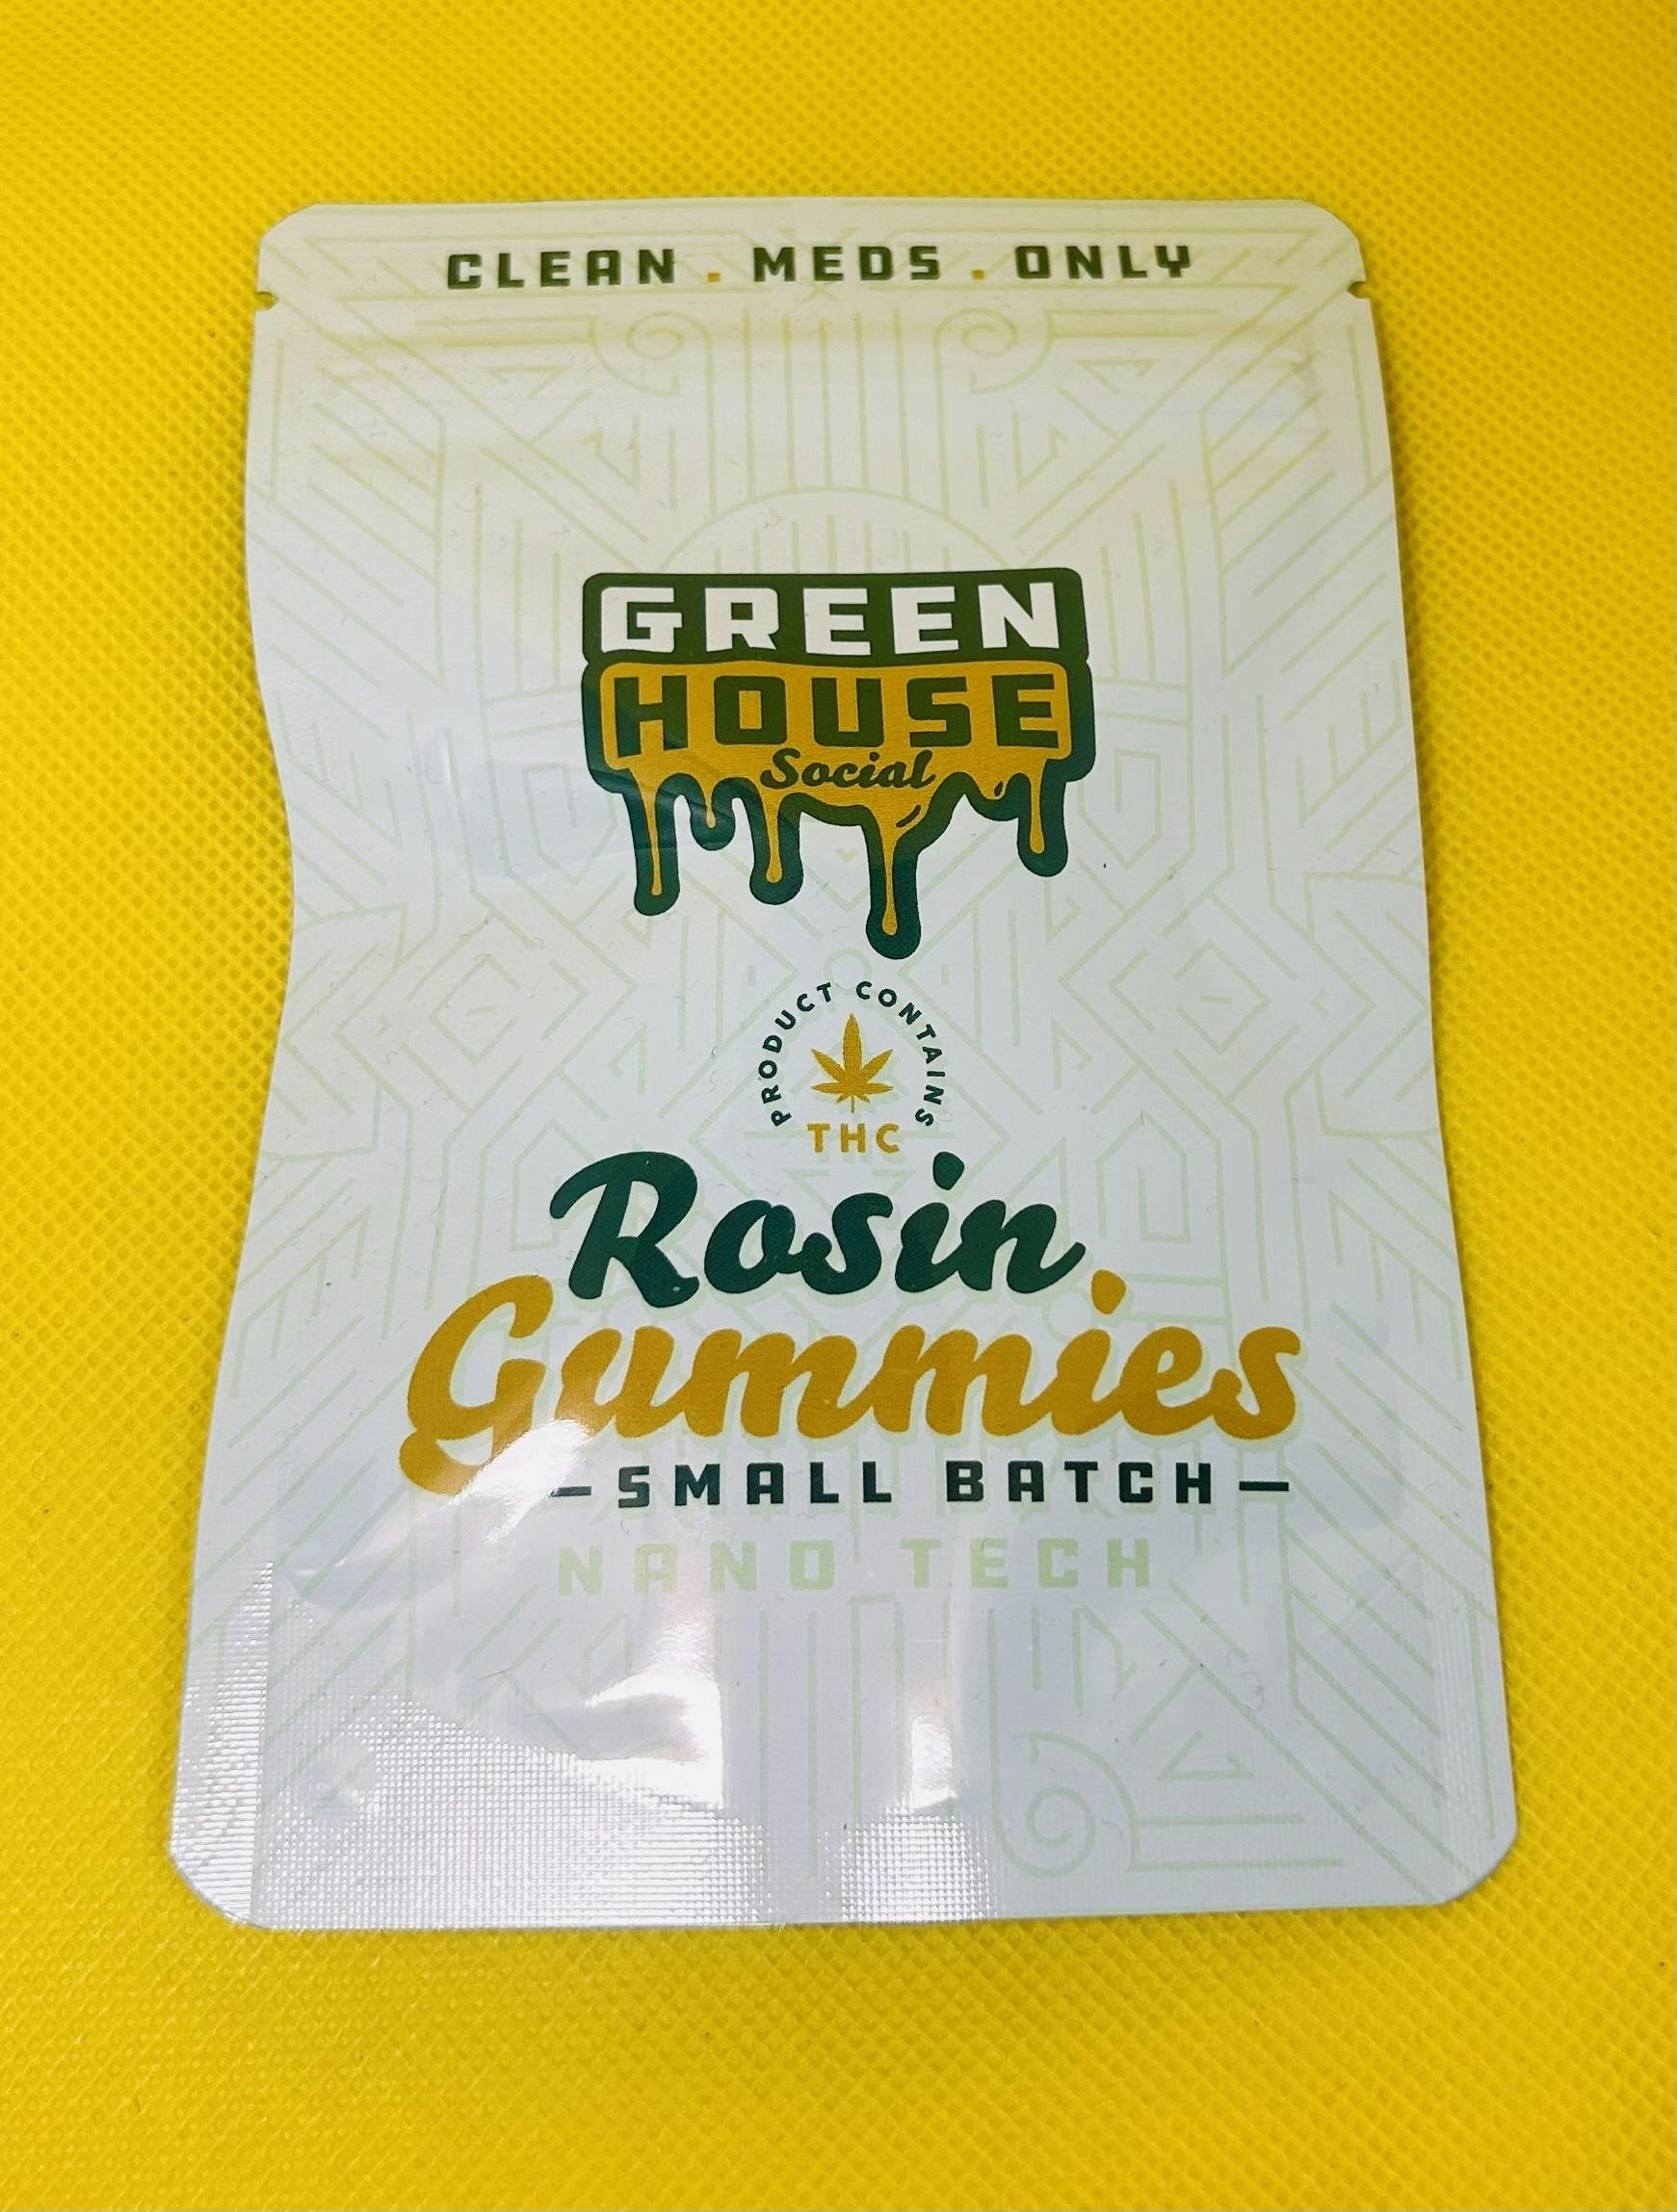 CLEAN . MEDS . ONLY
GREEN
HOUSE
Social
PRODUCT CONTAINS
THC
Rosin
Gummies
—SMALL BATCH—
NANO TECH